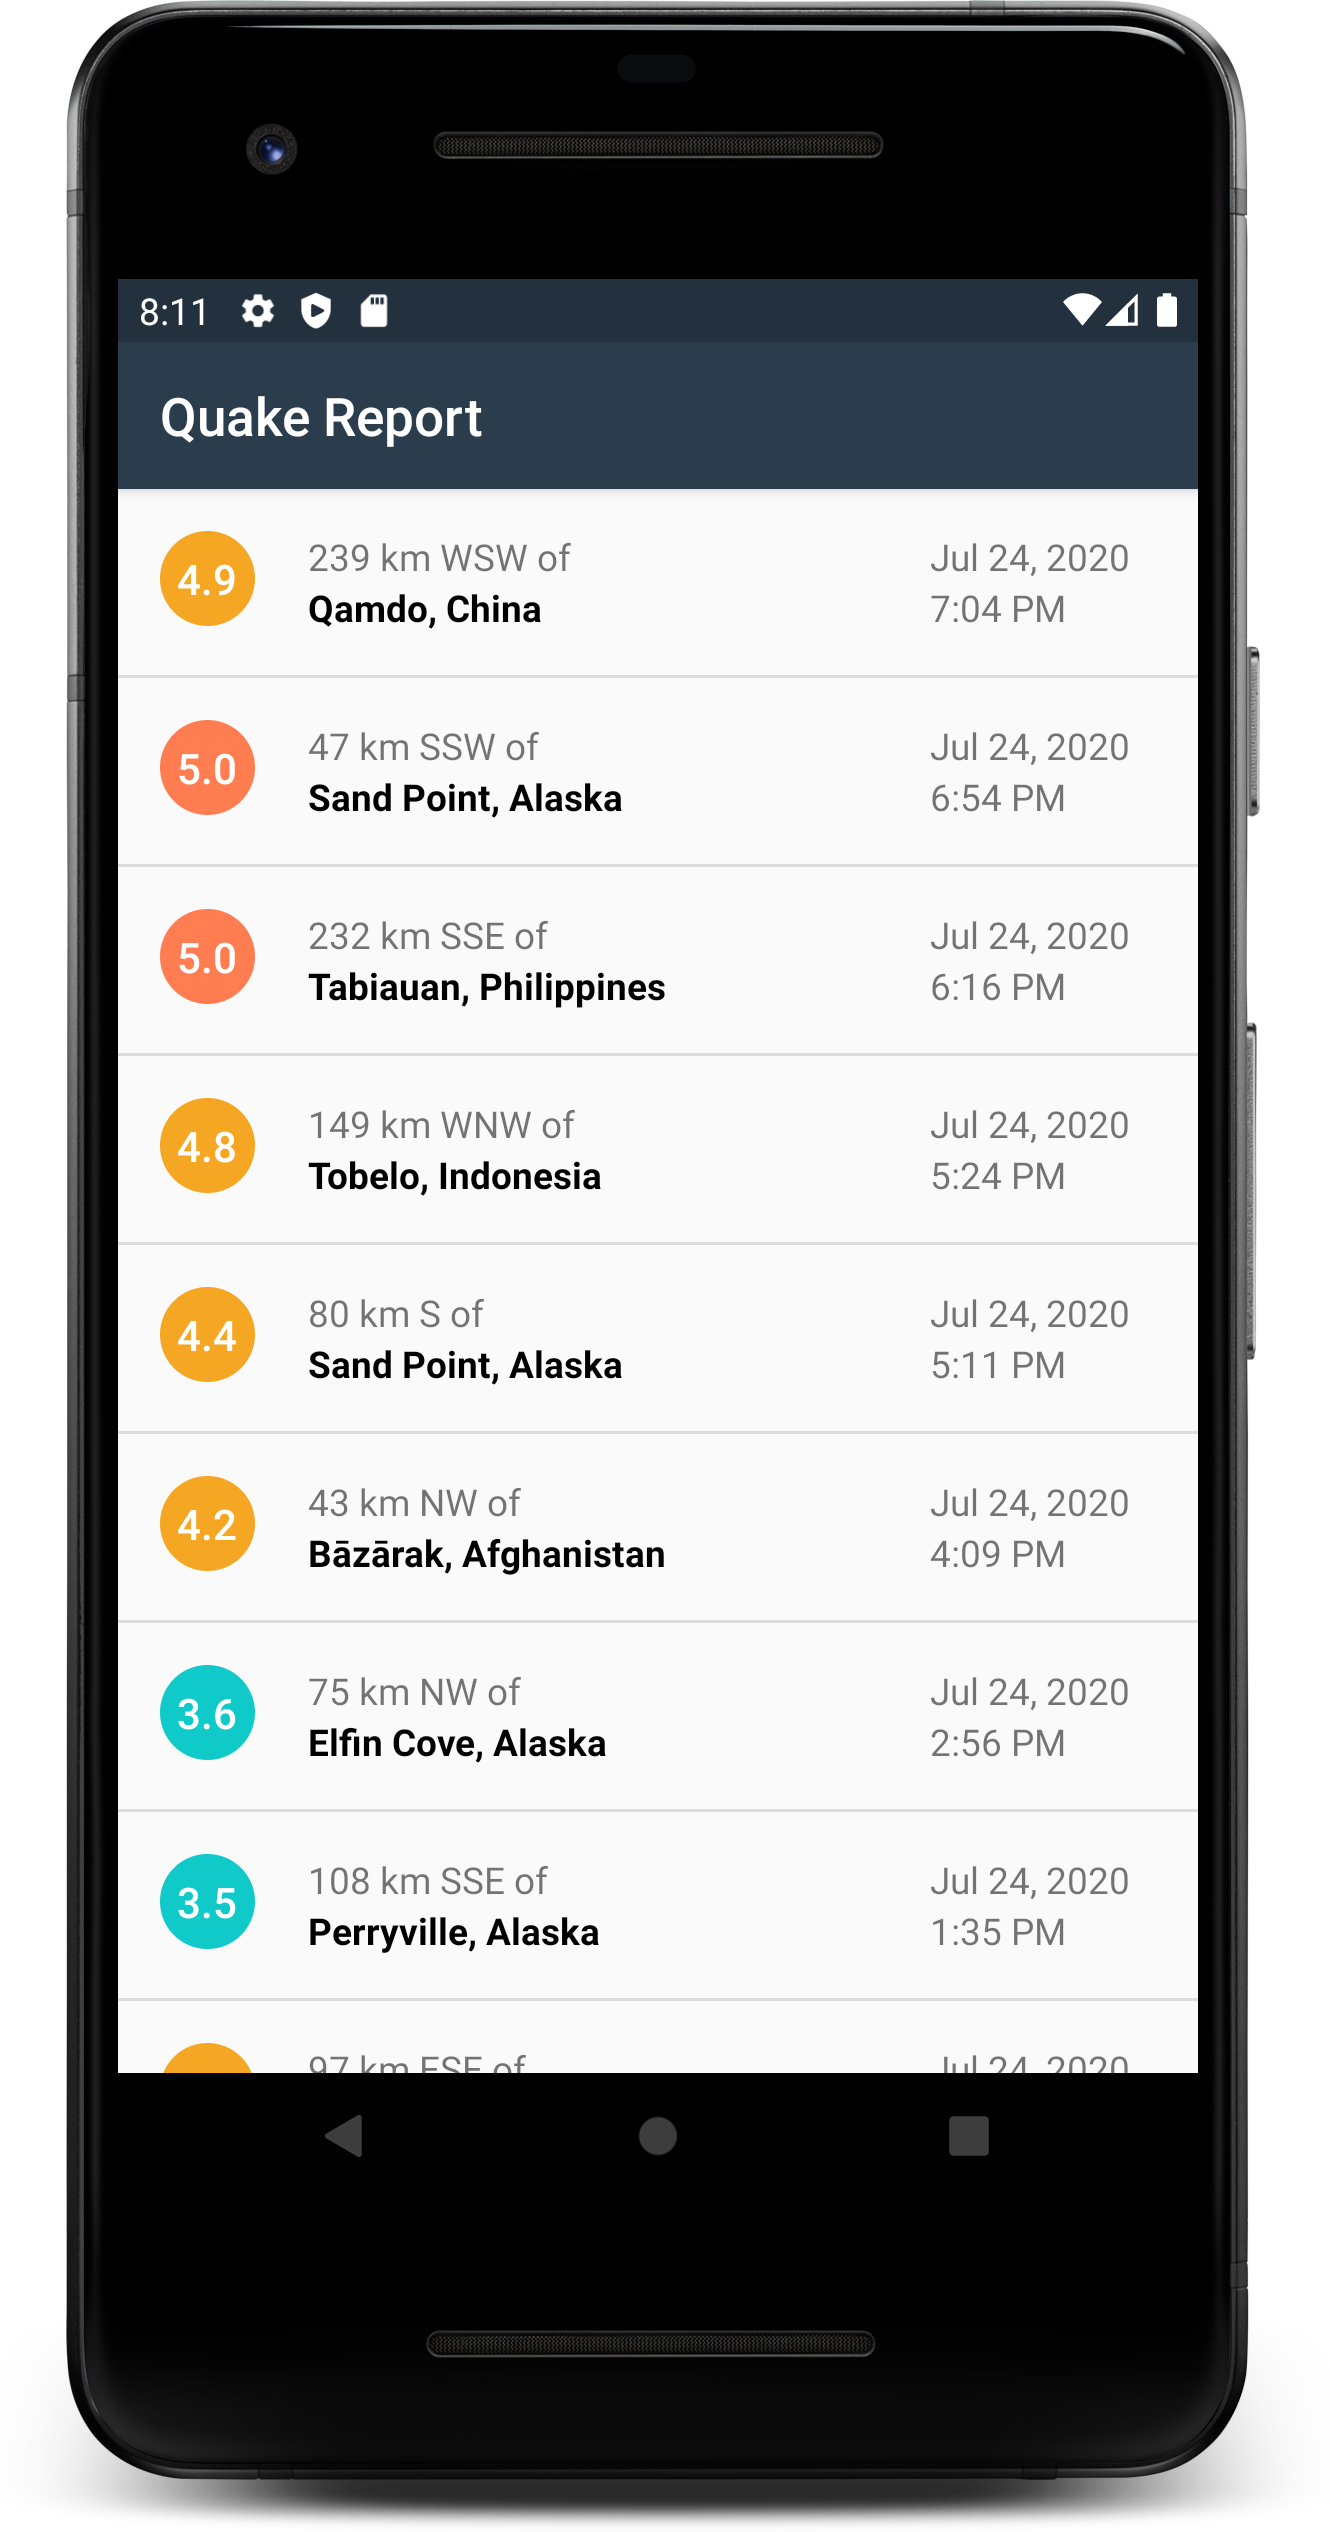 8:11
Quake Report
4.9
239 km WSW of
Qamdo, China
Jul 24, 2020
7:04 PM
5.0
47 km SSW of
Sand Point, Alaska
Jul 24, 2020
6:54 PM
5.0
232 km SSE of
Tabiauan, Philippines
Jul 24, 2020
6:16 PM
4.8
149 km WNW of
Tobelo, Indonesia
Jul 24, 2020
5:24 PM
4.4
80 km S of
Sand Point, Alaska
Jul 24, 2020
5:11 PM
4.2
43 km NW of
Bāzārak, Afghanistan
Jul 24, 2020
4:09 PM
3.6
75 km NW of
Elfin Cove, Alaska
Jul 24, 2020
2:56 PM
3.5
108 km SSE of
Perryville, Alaska
Jul 24, 2020
1:35 PM
97 km ESE of
Jul 24, 2020